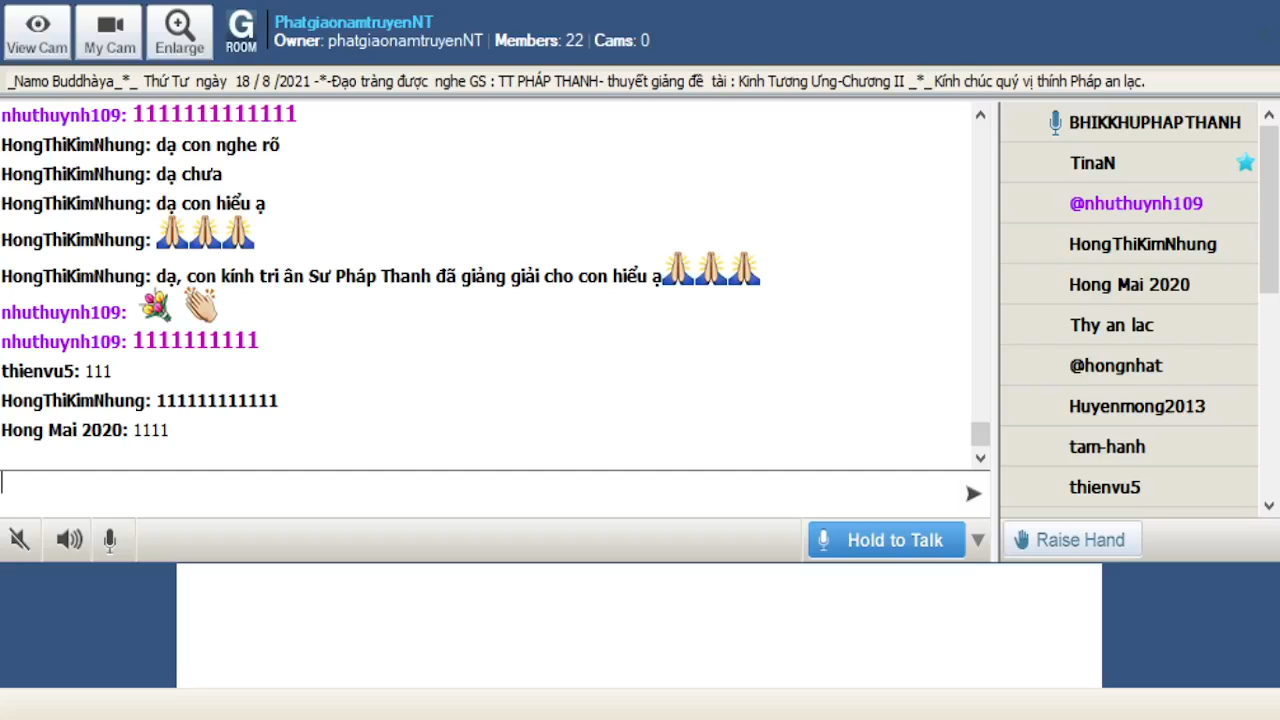 View Cam
My Cam
Enlarge
G
ROOM
PhatgiaonamtruyenNT
Owner: phatgiaonamtruyenNT | Members: 22 | Cams: 0
_Namo Buddhàya_*_ Thứ Tư ngày 18 / 8 /2021 -*-Đạo tràng được nghe GS : TT PHÁP THANH- thuyết giảng đề tài : Kinh Tương Ưng-Chương II _*_Kính chúc quý vị thính Pháp an lạc.
nhuthuynh109: 1111111111111
HongThiKimNhung: dạ con nghe rõ
HongThiKimNhung: dạ chưa
HongThiKimNhung: dạ con hiểu ạ
HongThiKimNhung:
HongThiKimNhung: dạ, con kính tri ân Sư Pháp Thanh đã giảng giải cho con hiểu ạ
nhuthuynh109:
nhuthuynh109: 1111111111
thienvu5: 111
HongThiKimNhung: 111111111111
Hong Mai 2020: 1111
BHIKKHUPHAPTHANH
TinaN
@nhuthuynh109
HongThiKimNhung
Hong Mai 2020
Thy an lac
@hongnhat
Huyenmong2013
tam-hanh
thienvu5
Hold to Talk
Raise Hand